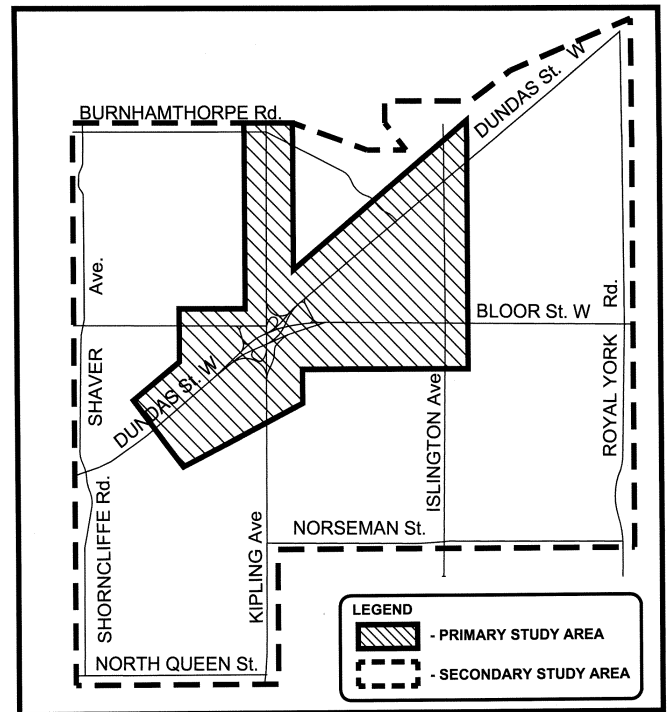 DUNDAS St. W
BURNHAMTHORPE Rd.
Ave.
SHAVER
BLOOR St. W
Rd.
ROYAL YORK
DUNDAS St. W
ISLINGTON Ave
SHORNCLIFFE Rd.
KIPLING Ave
NORSEMAN St.
NORTH QUEEN St.
LEGEND
- PRIMARY STUDY AREA
- SECONDARY STUDY AREA